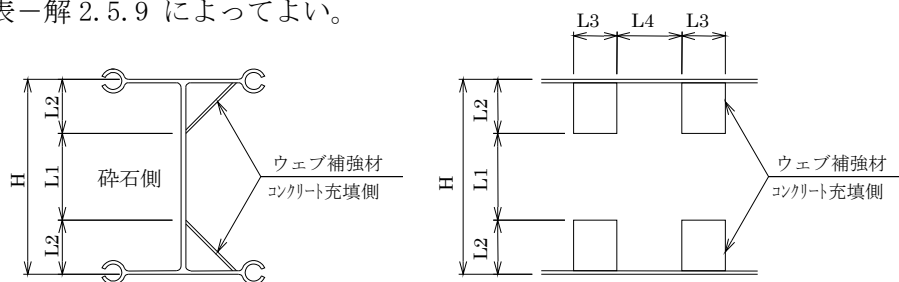 表－解 2.5.9 によってよい。
L3 L4 L3
L2
L1
L2
H
砕石側
ウェブ補強材
コンクリート充填側
L2
L1
L2
H
ウェブ補強材
コンクリート充填側